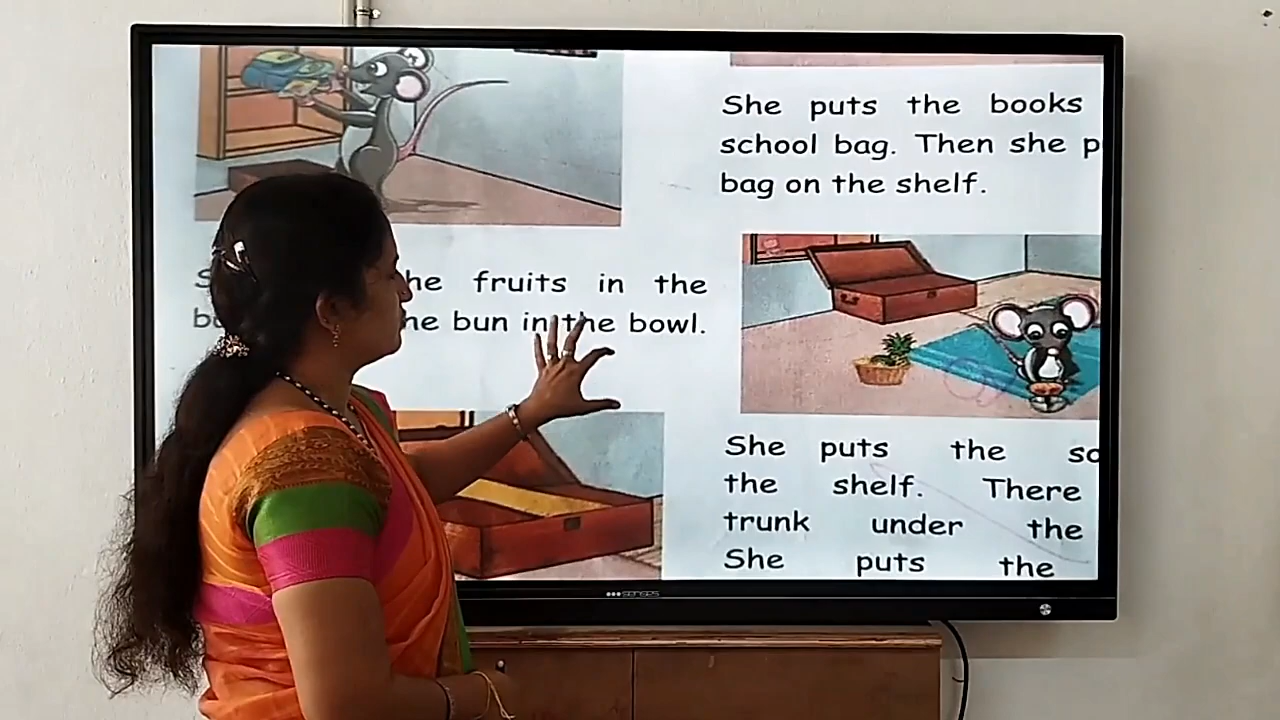 he fruits in the
he bun in the bowl.
She puts the books
school bag. Then she p
bag on the shelf.
She puts the so
the shelf. There
trunk under the
She puts the
senses